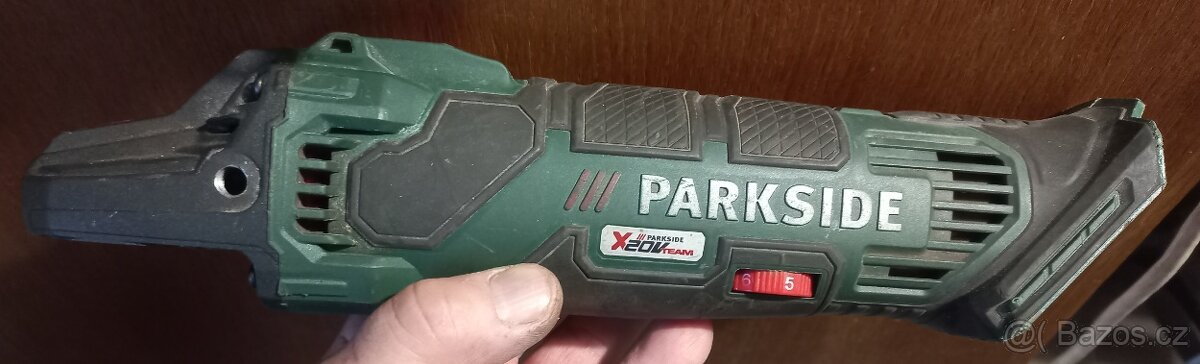 /// PARKSIDE
/// PARKSIDE
X20V TEAM
6 5
@( Bazos.cz